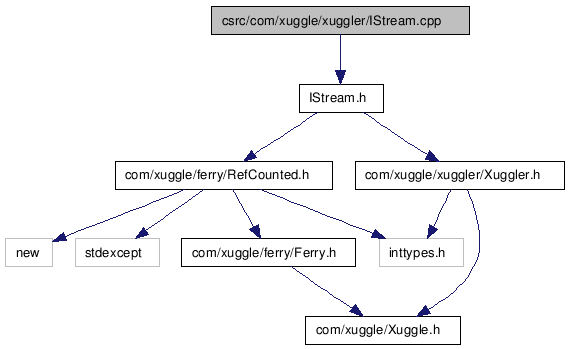 csrc/com/xuggle/xuggler/IStream.cpp
IStream.h
com/xuggle/ferry/RefCounted.h
com/xuggle/xuggler/Xuggler.h
new
stdexcept
com/xuggle/ferry/Ferry.h
inttypes.h
com/xuggle/Xuggle.h